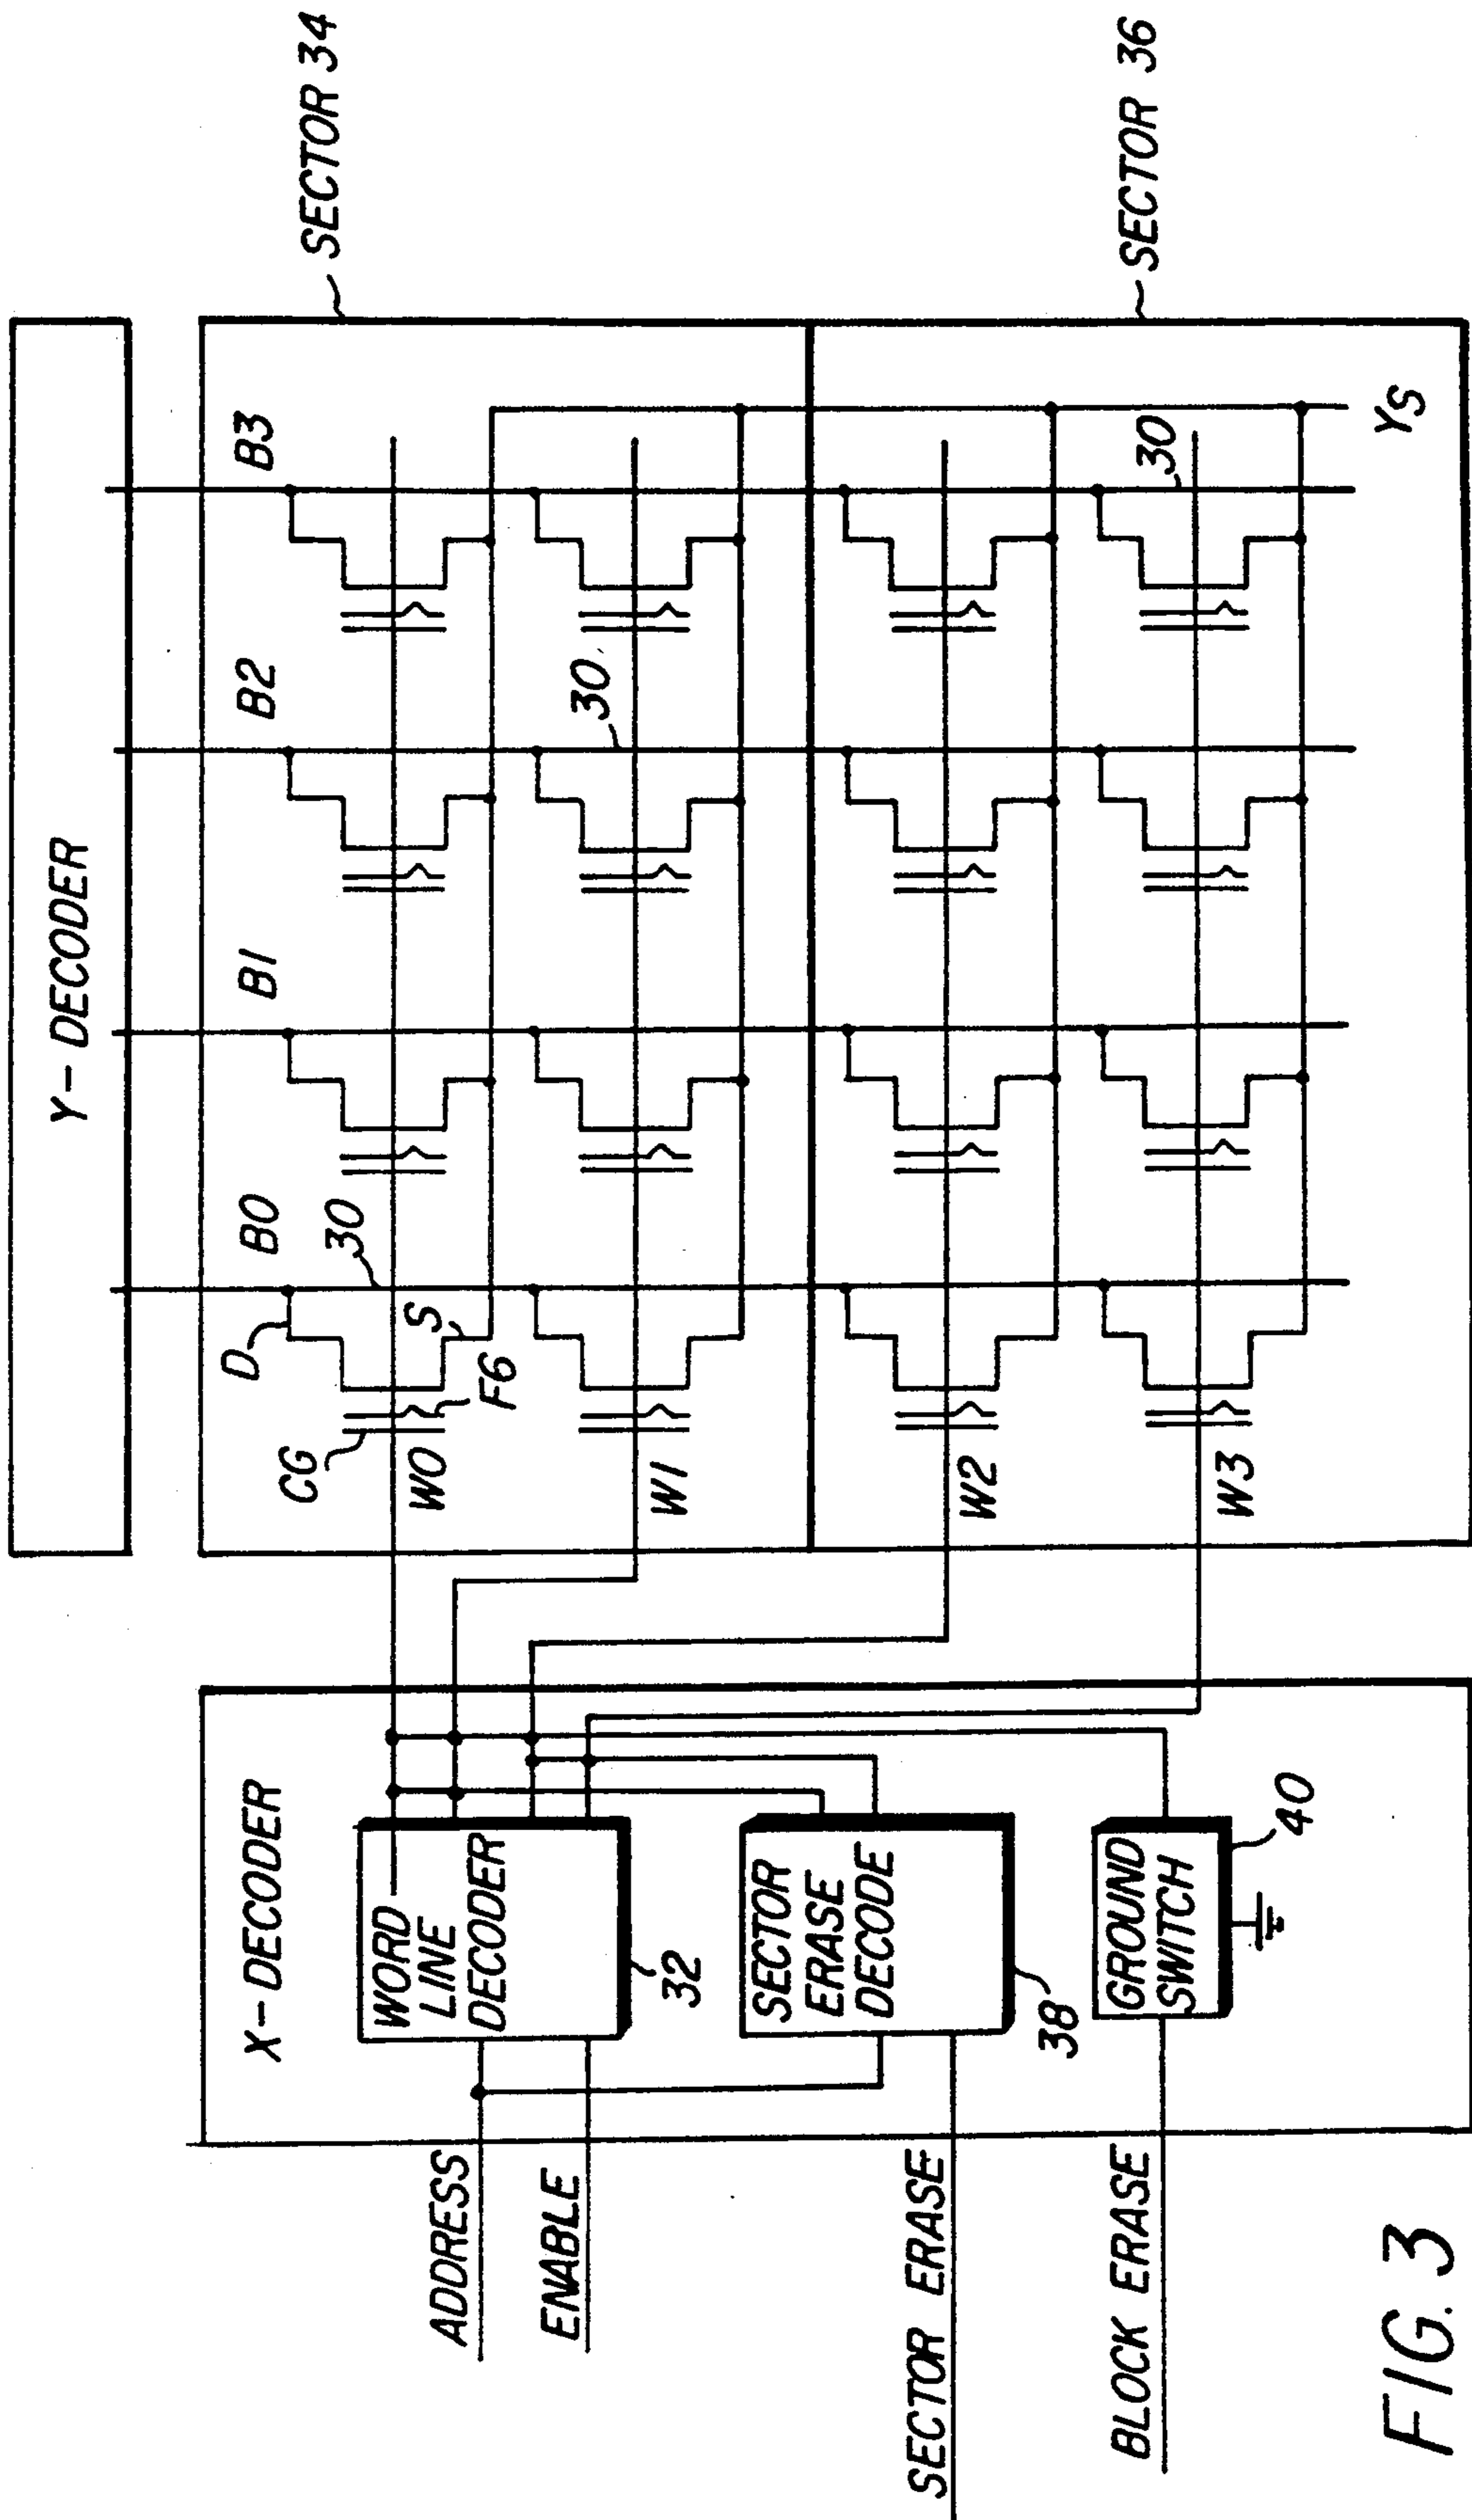 Y-DECODER
B0
B1
B2
B3
SECTOR 34
D
30
CG
S
F6
W0
30
W1
W2
SECTOR 36
30
W3
YS
X-DECODER
ADDRESS
ENABLE
WORD
LINE
DECODER
32
SECTOR ERASE
SECTOR
ERASE
DECODE
38
BLOCK ERASE
GROUND
SWITCH
40
FIG. 3